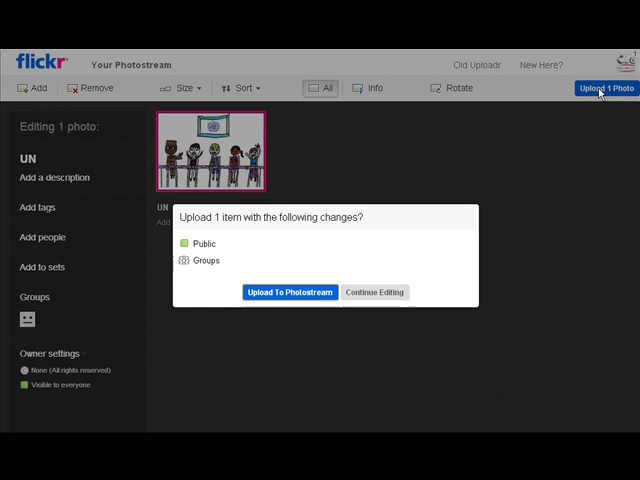 flickr
Your Photostream
Old Uploadr
New Here?
Add
Remove
Size
Sort
All
Info
Rotate
Upload 1 Photo
Editing 1 photo:
UN
Add a description
Add tags
Add people
Add to sets
Groups
Owner settings
None (All rights reserved)
Visible to everyone
UN
Add
Upload 1 item with the following changes?
Public
Groups
Upload To Photostream
Continue Editing